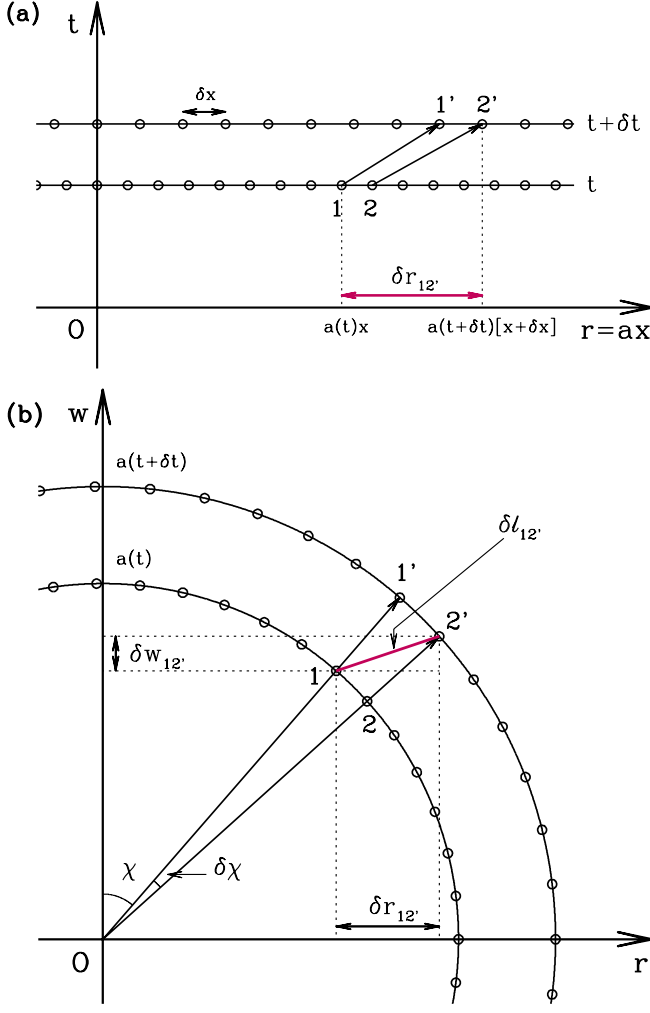 (a)
t
δx
1' 2'
t+δt
t
1 2
δr₁₂'
0 a(t)x a(t+δt)[x+δx] r=ax
(b) w
a(t+δt)
δl₁₂'
a(t)
1'
2'
δw₁₂'
1
2
χ δχ
δr₁₂'
0 r